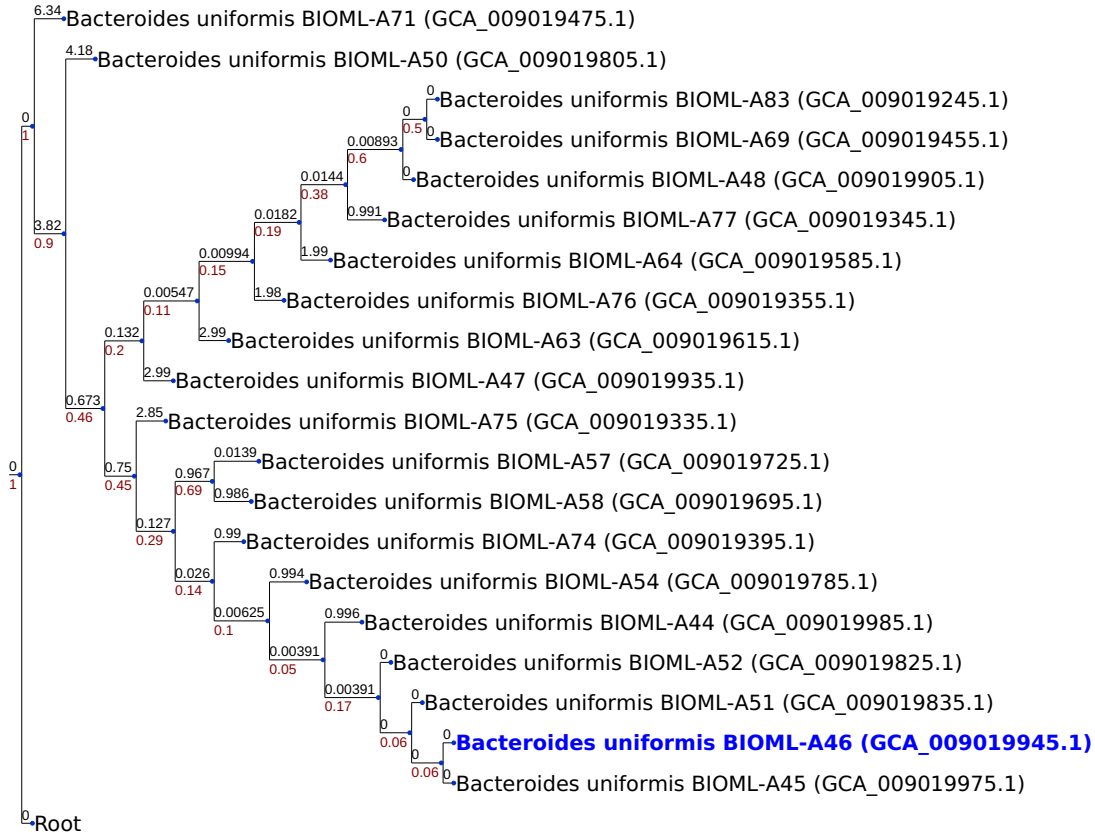 6.34
Bacteroides uniformis BIOML-A71 (GCA_009019475.1)
4.18
Bacteroides uniformis BIOML-A50 (GCA_009019805.1)
0
Bacteroides uniformis BIOML-A83 (GCA_009019245.1)
0
1
0.5
0
Bacteroides uniformis BIOML-A69 (GCA_009019455.1)
0.00893
0.6
0
Bacteroides uniformis BIOML-A48 (GCA_009019905.1)
0.0144
0.38
0.991
Bacteroides uniformis BIOML-A77 (GCA_009019345.1)
0.0182
0.19
3.82
0.9
1.99
Bacteroides uniformis BIOML-A64 (GCA_009019585.1)
0.00994
0.15
1.98
Bacteroides uniformis BIOML-A76 (GCA_009019355.1)
0.00547
0.11
2.99
Bacteroides uniformis BIOML-A63 (GCA_009019615.1)
0.132
0.2
2.99
Bacteroides uniformis BIOML-A47 (GCA_009019935.1)
0.673
0.46
2.85
Bacteroides uniformis BIOML-A75 (GCA_009019335.1)
0.0139
Bacteroides uniformis BIOML-A57 (GCA_009019725.1)
0
1
0.75
0.45
0.967
0.69
0.986
Bacteroides uniformis BIOML-A58 (GCA_009019695.1)
0.127
0.29
0.99
Bacteroides uniformis BIOML-A74 (GCA_009019395.1)
0.026
0.14
0.994
Bacteroides uniformis BIOML-A54 (GCA_009019785.1)
0.00625
0.1
0.996
Bacteroides uniformis BIOML-A44 (GCA_009019985.1)
0.00391
0.05
0
Bacteroides uniformis BIOML-A52 (GCA_009019825.1)
0.00391
0.17
0
Bacteroides uniformis BIOML-A51 (GCA_009019835.1)
0
0.06
0
Bacteroides uniformis BIOML-A46 (GCA_009019945.1)
0
0.06
0
Bacteroides uniformis BIOML-A45 (GCA_009019975.1)
0
Root